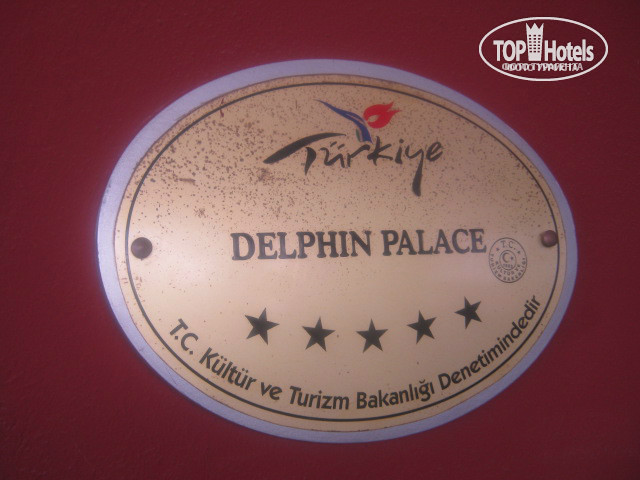 TOP Hotels
Türkiye
DELPHIN PALACE
T.C.
T.C. Kültür ve Turizm Bakanlığı Denetimindedir